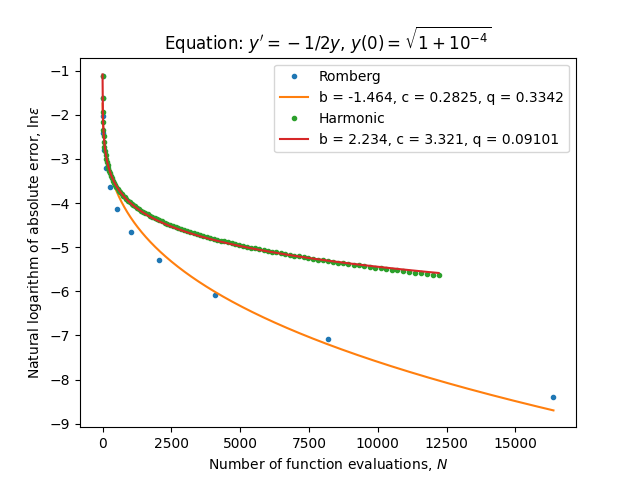 Equation: y′ = −1/2y, y(0) = √1 + 10⁻⁴
Romberg
b = -1.464, c = 0.2825, q = 0.3342
Harmonic
b = 2.234, c = 3.321, q = 0.09101
Natural logarithm of absolute error, lnε
−1
−2
−3
−4
−5
−6
−7
−8
−9
0 2500 5000 7500 10000 12500 15000
Number of function evaluations, N